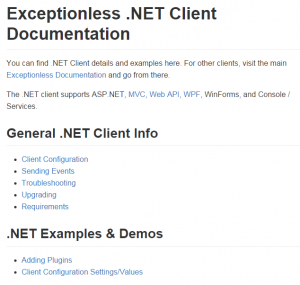 Exceptionless .NET Client
Documentation
You can find .NET Client details and examples here. For other clients, visit the main
Exceptionless Documentation and go from there.
The .NET client supports ASP.NET, MVC, Web API, WPF, WinForms, and Console /
Services.
General .NET Client Info
Client Configuration
Sending Events
Troubleshooting
Upgrading
Requirements
.NET Examples & Demos
Adding Plugins
Client Configuration Settings/Values